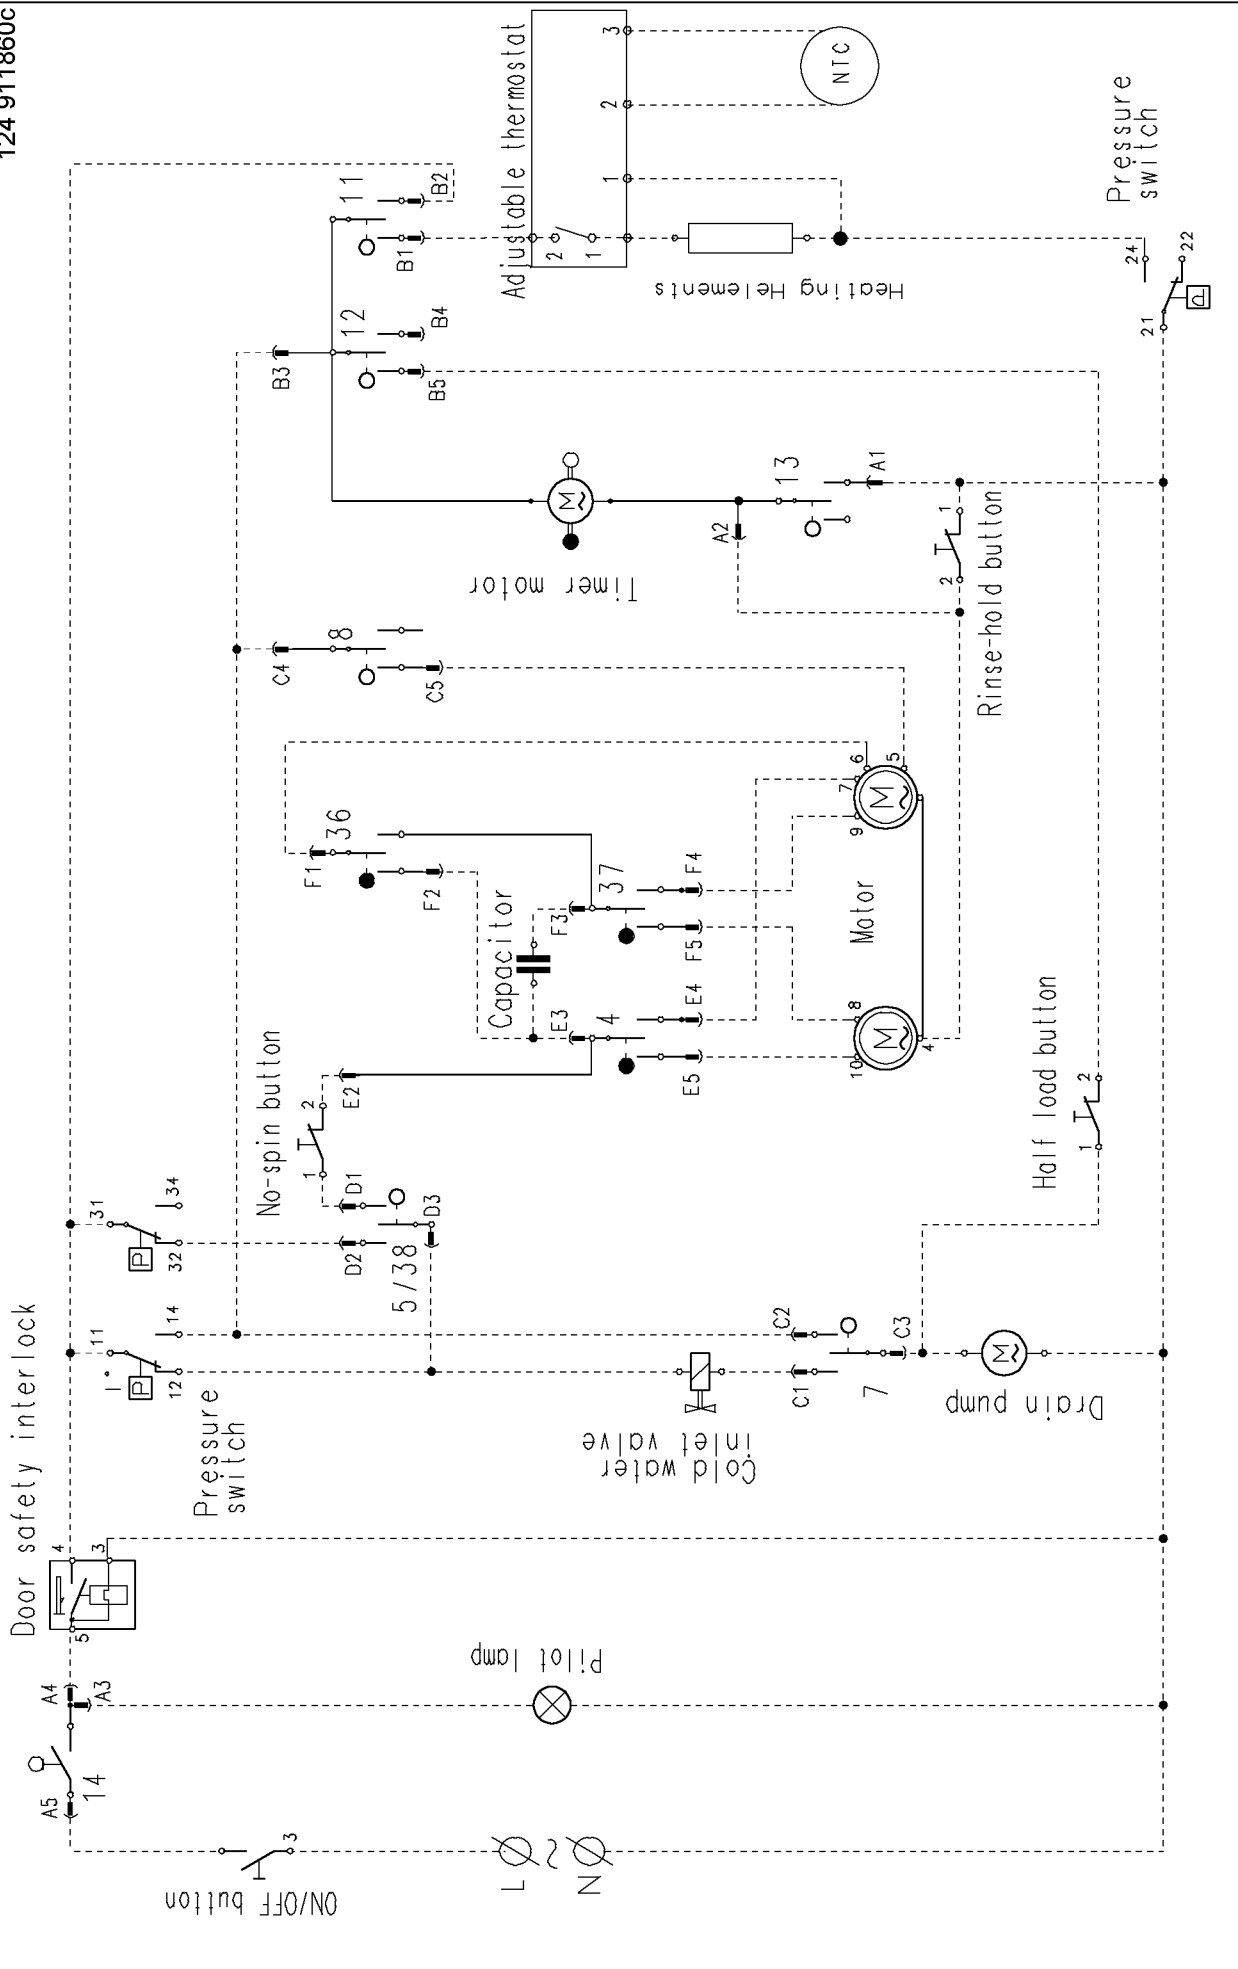 124 911860c
Door safety interlock
4
3
5
A4
A3
A5
14
ON/OFF button
3
L
N
Pilot lamp
11
1
12
14
Pressure
switch
31
32
34
No-spin button
1
2
D1
D2
D3
5/38
E2
Cold water
inlet valve
C2
C1
7
C3
Drain pump
Half load button
1
2
Capacitor
F1
36
F2
F3
37
F4
F5
E3
4
E4
E5
Motor
10
8
4
9
7
6
5
C4
8
C5
Timer motor
A2
13
A1
Rinse-hold button
2
1
B3
12
B4
B5
11
B1
B2
Adjustable thermostat
2
1
1
2
3
NTC
Heating Helements
Pressure
switch
24
22
21
P
P
P
M
M
M
M